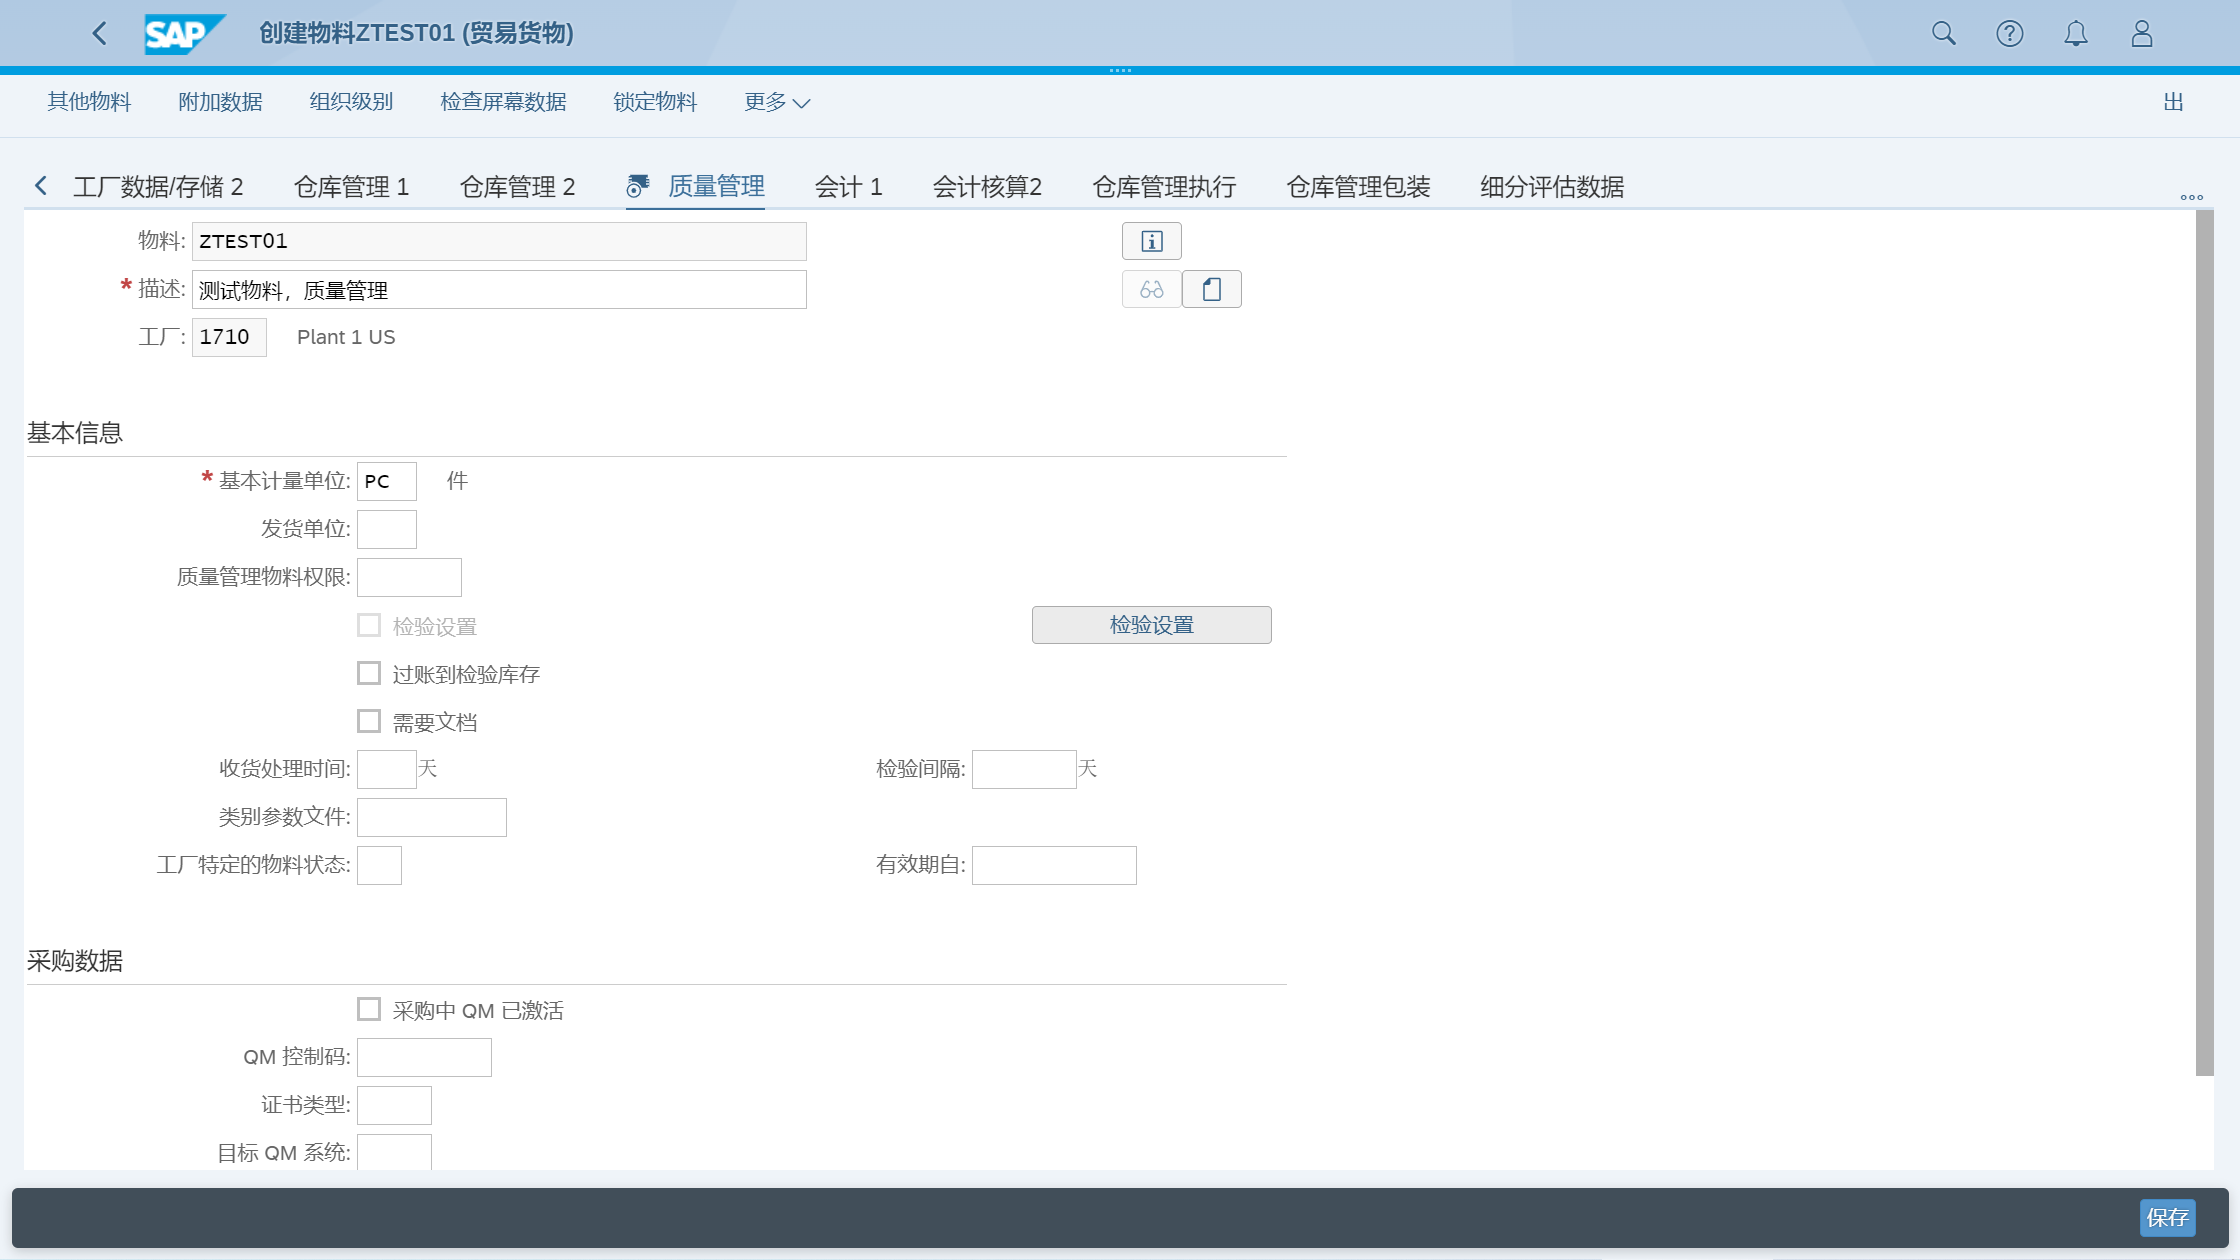 SAP 创建物料ZTEST01 (贸易货物)
其他物料 附加数据 组织级别 检查屏幕数据 锁定物料 更多 出
工厂数据/存储 2 仓库管理 1 仓库管理 2 质量管理 会计 1 会计核算2 仓库管理执行 仓库管理包装 细分评估数据
物料: ZTEST01
* 描述: 测试物料，质量管理
工厂: 1710 Plant 1 US
基本信息
* 基本计量单位: PC 件
发货单位:
质量管理物料权限:
检验设置 检验设置
过账到检验库存
需要文档
收货处理时间: 天 检验间隔: 天
类别参数文件:
工厂特定的物料状态: 有效期自:
采购数据
采购中 QM 已激活
QM 控制码:
证书类型:
目标 QM 系统:
保存